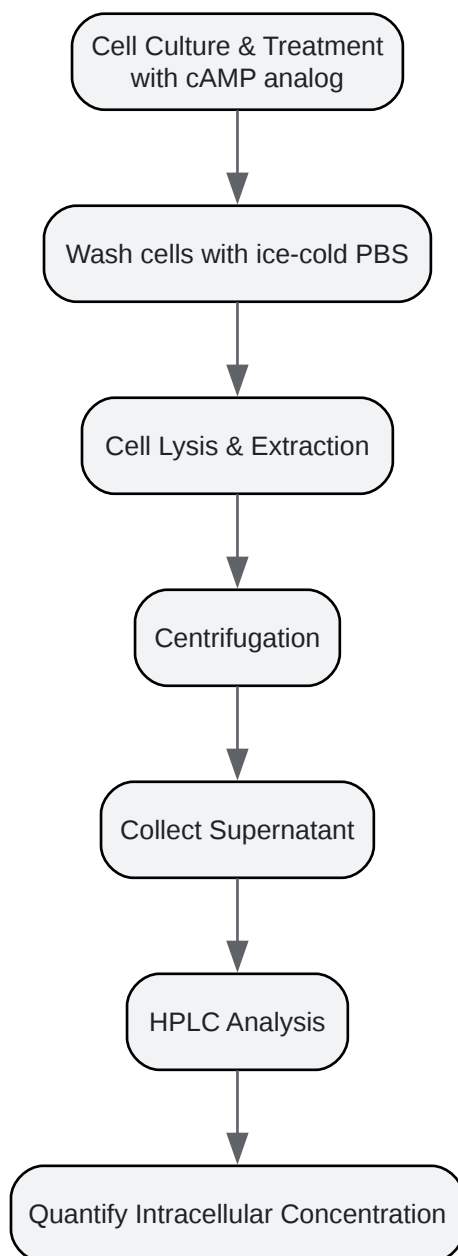 Cell Culture & Treatment
with cAMP analog
Wash cells with ice-cold PBS
Cell Lysis & Extraction
Centrifugation
Collect Supernatant
HPLC Analysis
Quantify Intracellular Concentration